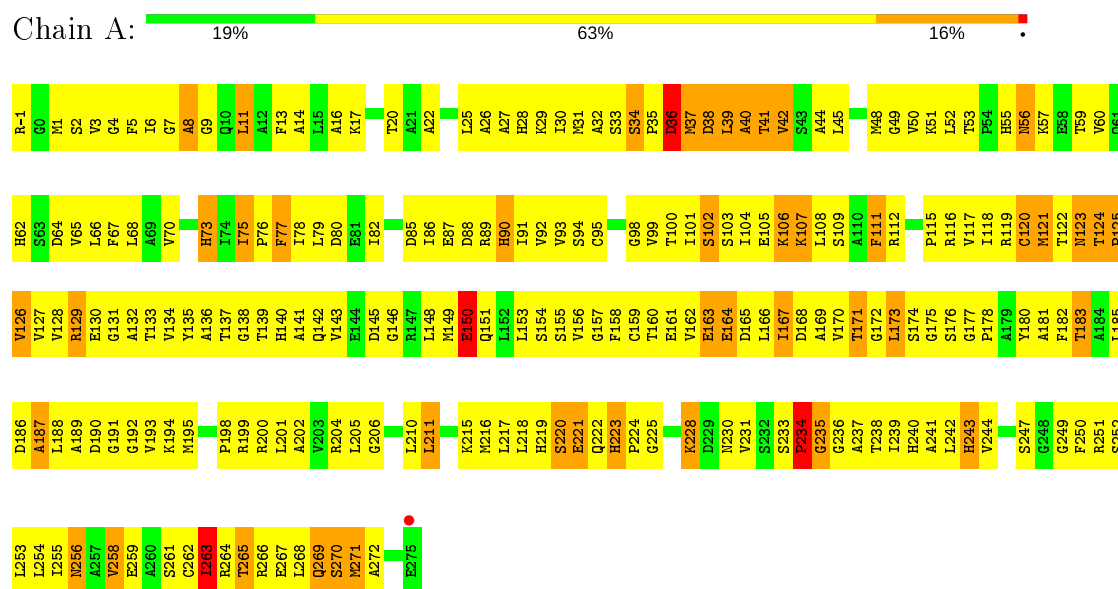 Chain A:
19% 63% 16% •
R-1 G0 M1 S2 V3 G4 F5 I6 G7 A8 G9 Q10 L11 A12 F13 A14 L15 A16 K17 T20 A21 A22 L25 A26 A27 H28 K29 I30 M31 A32 S33 S34 P35 D36 M37 D38 L39 A40 T41 V42 S43 A44 L45 M48 G49 V50 K51 L52 T53 P54 H55 N56 K57 E58 T59 V60 Q61
H62 S63 D64 V65 L66 F67 L68 A69 V70 H73 I74 I75 P76 F77 I78 L79 D80 E81 I82 D85 I86 E87 D88 R89 H90 I91 V92 V93 S94 C95 G98 V99 T100 I101 S102 S103 I104 E105 K106 K107 L108 S109 A110 F111 R112 P115 R116 V117 I118 R119 C120 M121 T122 N123 T124 P125
V126 V127 V128 R129 E130 G131 A132 T133 V134 Y135 A136 T137 G138 T139 H140 A141 Q142 V143 E144 D145 G146 R147 L148 M149 E150 Q151 L152 L153 S154 S155 V156 G157 F158 C159 T160 E161 V162 E163 E164 D165 L166 I167 D168 A169 V170 T171 G172 L173 S174 G175 S176 G177 P178 A179 Y180 A181 F182 T183 A184 L185
D186 A187 L188 A189 D190 G191 G192 V193 K194 M195 P198 R199 R200 L201 A202 V203 R204 L205 G206 L210 L211 K215 M216 L217 L218 H219 S220 E221 Q222 H223 P224 G225 K228 D229 N230 V231 S232 S233 P234 G235 G236 A237 T238 I239 H240 A241 L242 H243 V244 S247 G248 G249 F250 R251 S252
L253 L254 I255 N256 A257 V258 E259 A260 S261 C262 I263 R264 T265 R266 E267 L268 Q269 S270 M271 A272 E275